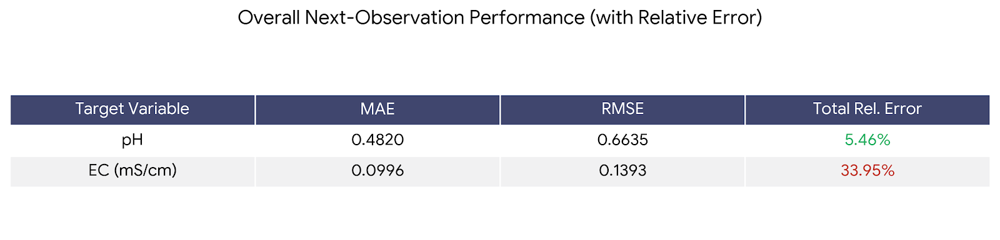 Overall Next-Observation Performance (with Relative Error)
Target Variable MAE RMSE Total Rel. Error
pH 0.4820 0.6635 5.46%
EC (mS/cm) 0.0996 0.1393 33.95%